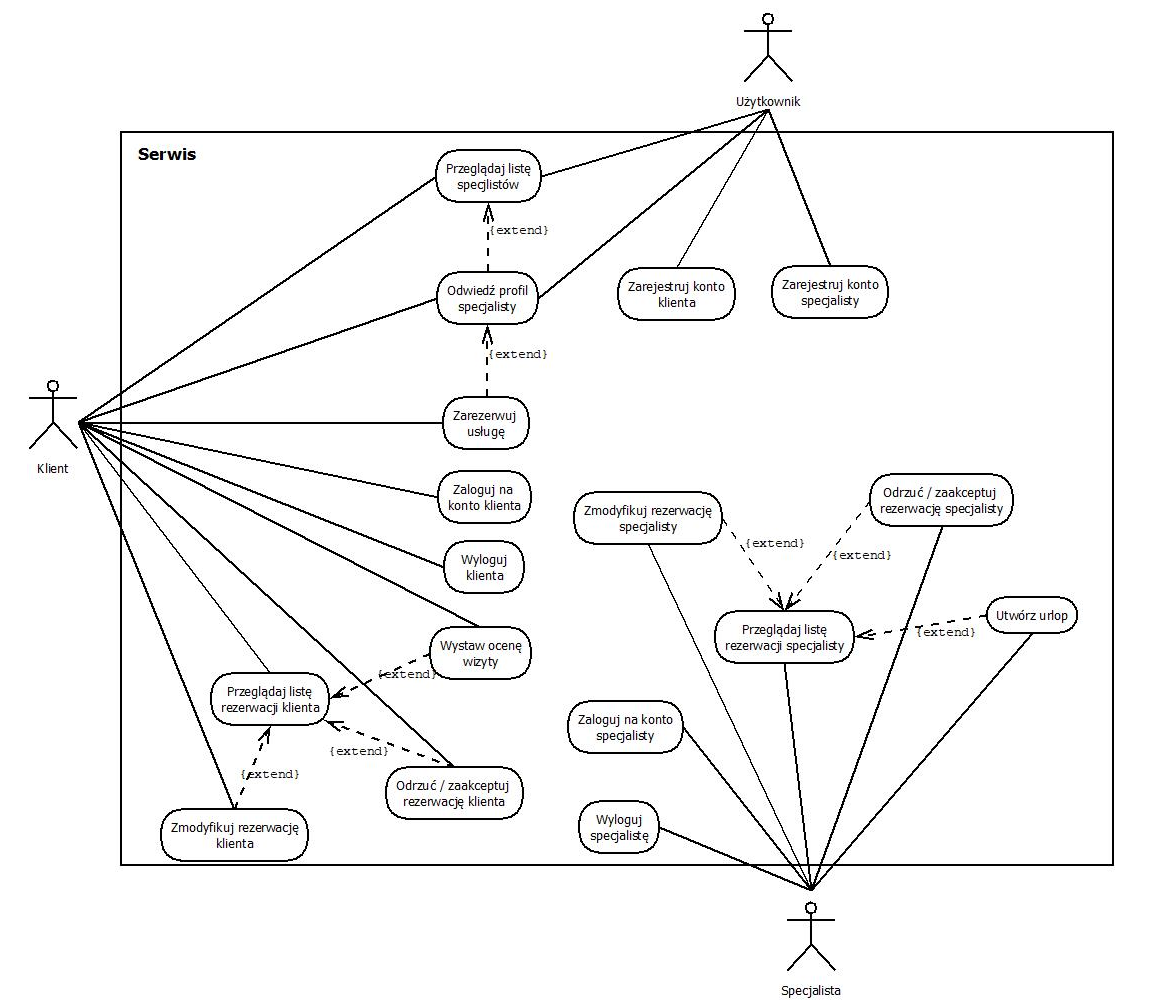 Użytkownik
Serwis
Przeglądaj listę
specjlistów
{extend}
Odwiedź profil
specjalisty
Zarejestruj konto
klienta
Zarejestruj konto
specjalisty
{extend}
Zarezerwuj
usługę
Klient
Zaloguj na
konto klienta
Wyloguj
klienta
Wystaw ocenę
wizyty
{extend}
Przeglądaj listę
rezerwacji klienta
{extend}
{extend}
Odrzuć / zaakceptuj
rezerwację klienta
Zmodyfikuj rezerwację
klienta
Zmodyfikuj rezerwację
specjalisty
Odrzuć / zaakceptuj
rezerwację specjalisty
{extend}
{extend}
Utwórz urlop
{extend}
Przeglądaj listę
rezerwacji specjalisty
Zaloguj na konto
specjalisty
Wyloguj
specjalistę
Specjalista